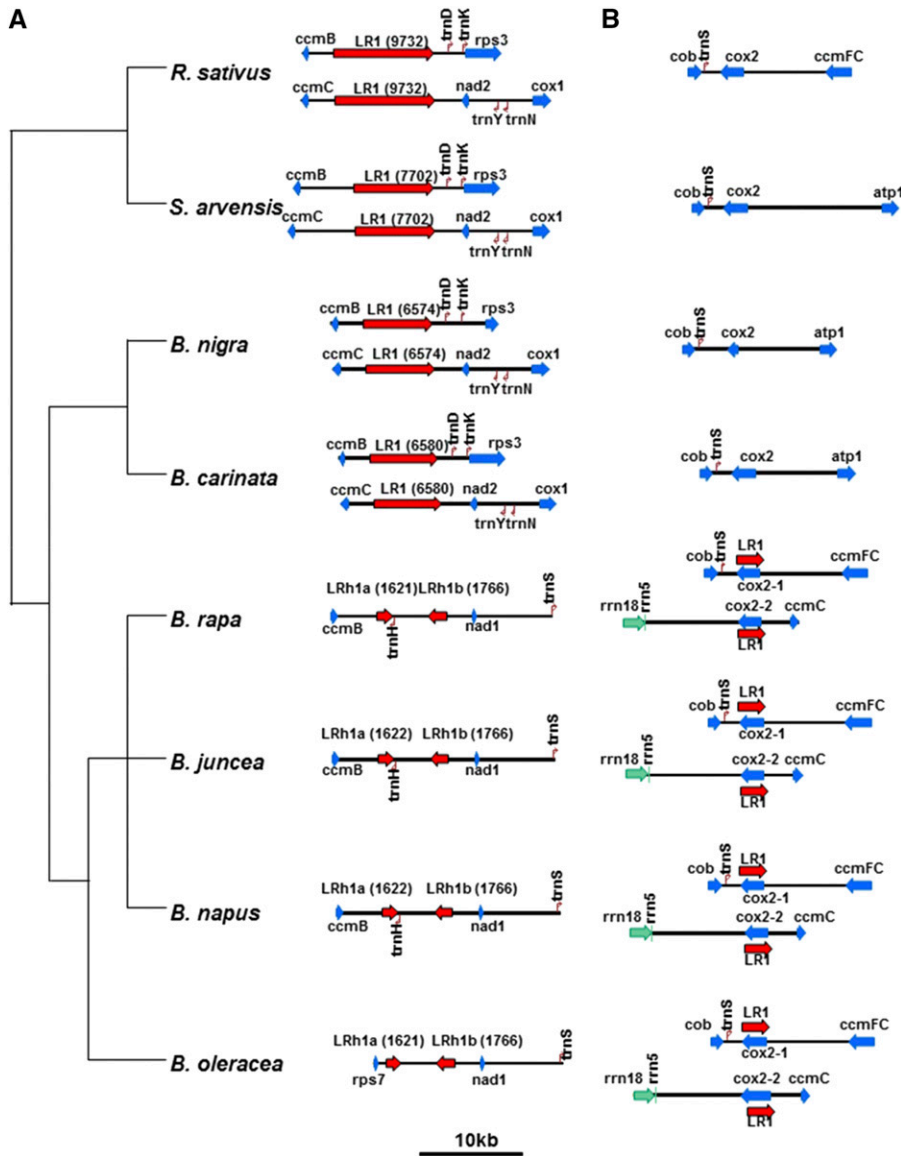 A B
ccmB LR1 (9732) trnD trnK rps3
R. sativus
ccmC LR1 (9732) nad2 cox1
trnY trnN
cob trnS cox2 ccmFC
ccmB LR1 (7702) trnD trnK rps3
S. arvensis
ccmC LR1 (7702) nad2 cox1
trnY trnN
cob trnS cox2 atp1
ccmB LR1 (6574) trnD trnK rps3
B. nigra
ccmC LR1 (6574) nad2 cox1
trnY trnN
cob trnS cox2 atp1
ccmB LR1 (6580) trnD trnK rps3
B. carinata
ccmC LR1 (6580) nad2 cox1
trnY trnN
cob trnS cox2 atp1
LRh1a (1621) LRh1b (1766) trnS
B. rapa
ccmB trnH nad1
cob trnS LR1 ccmFC
cox2-1
rrn18 rrn5 cox2-2 ccmC
LR1
LRh1a (1622) LRh1b (1766) trnS
B. juncea
ccmB trnH nad1
cob trnS LR1 ccmFC
cox2-1
rrn18 rrn5 cox2-2 ccmC
LR1
LRh1a (1622) LRh1b (1766) trnS
B. napus
ccmB trnH nad1
cob trnS LR1 ccmFC
cox2-1
rrn18 rrn5 cox2-2 ccmC
LR1
LRh1a (1621) LRh1b (1766) trnS
B. oleracea
rps7 nad1
cob trnS LR1 ccmFC
cox2-1
rrn18 rrn5 cox2-2 ccmC
LR1
10kb